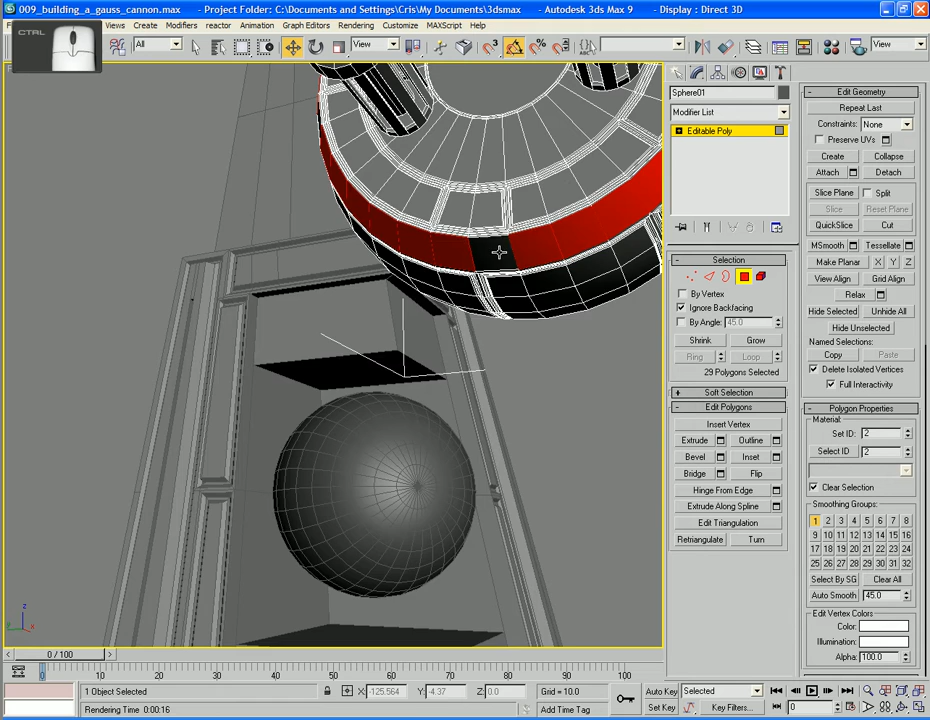 009_building_a_gauss_cannon.max - Project Folder: C:\Documents and Settings\Cris\My Documents\3dsmax - Autodesk 3ds Max 9 - Display : Direct 3D
Views Create Modifiers reactor Animation Graph Editors Rendering Customize MAXScript Help
CTRL
All View View
Sphere01
Modifier List
Editable Poly
Selection
By Vertex
Ignore Backfacing
By Angle: 45.0
Shrink Grow
Ring Loop
29 Polygons Selected
Soft Selection
Edit Polygons
Insert Vertex
Extrude Outline
Bevel Inset
Bridge Flip
Hinge From Edge
Extrude Along Spline
Edit Triangulation
Retriangulate Turn
Edit Geometry
Repeat Last
Constraints: None
Preserve UVs
Create Collapse
Attach Detach
Slice Plane Split
Slice Reset Plane
QuickSlice Cut
MSmooth Tessellate
Make Planar X Y Z
View Align Grid Align
Relax
Hide Selected Unhide All
Hide Unselected
Named Selections:
Copy Paste
Delete Isolated Vertices
Full Interactivity
Polygon Properties
Material:
Set ID: 2
Select ID 2
Clear Selection
Smoothing Groups:
1 2 3 4 5 6 7 8
9 10 11 12 13 14 15 16
17 18 19 20 21 22 23 24
25 26 27 28 29 30 31 32
Select By SG Clear All
Auto Smooth 45.0
Edit Vertex Colors
Color:
Illumination:
Alpha: 100.0
z
y x
0 / 100
0 10 20 30 40 50 60 70 80 90 100
1 Object Selected X: -125.564 Y: -4.37 Z: 0.0 Grid = 10.0 Auto Key Selected
Rendering Time 0:00:16 Add Time Tag Set Key Key Filters... 0